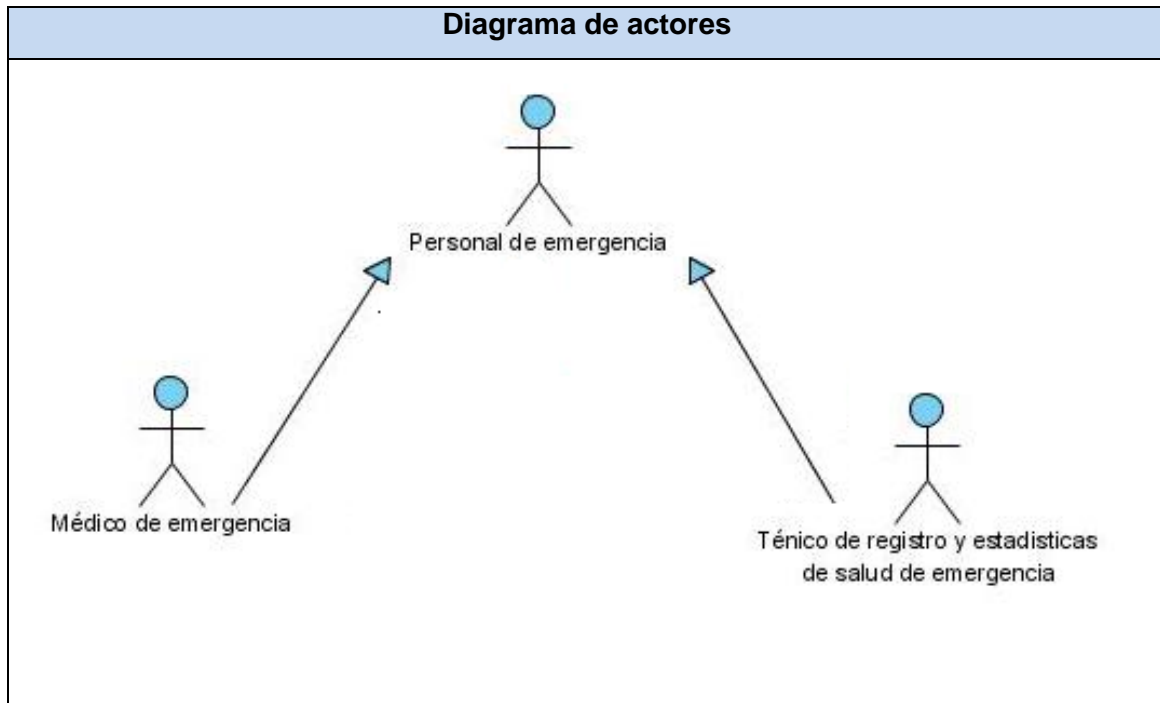 Diagrama de actores
Personal de emergencia
Médico de emergencia
Ténico de registro y estadisticas
de salud de emergencia